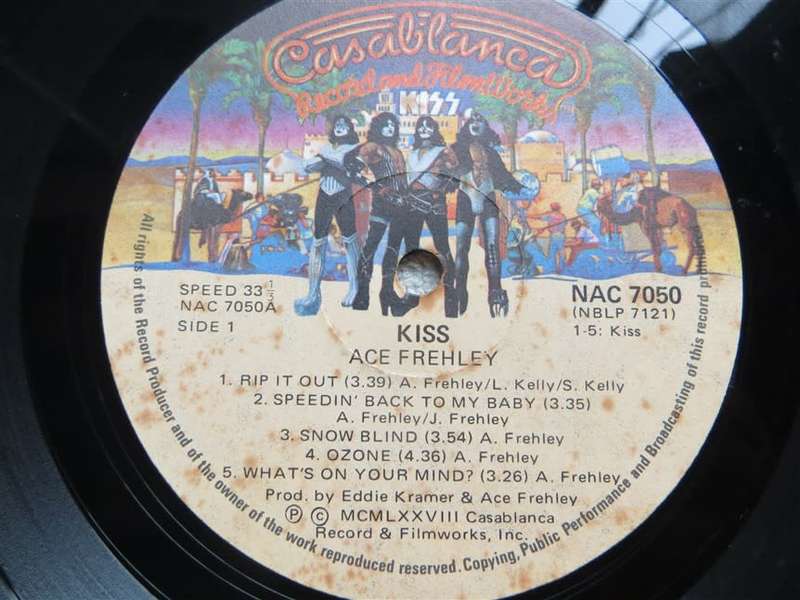 Casablanca
Record and FilmWorks
KISS
SPEED 33 1/3
NAC 7050A
SIDE 1
NAC 7050
(NBLP 7121)
1-5: Kiss
KISS
ACE FREHLEY
1. RIP IT OUT (3.39) A. Frehley/L. Kelly/S. Kelly
2. SPEEDIN' BACK TO MY BABY (3.35)
A. Frehley/J. Frehley
3. SNOW BLIND (3.54) A. Frehley
4. OZONE (4.36) A. Frehley
5. WHAT'S ON YOUR MIND? (3.26) A. Frehley
Prod. by Eddie Kramer & Ace Frehley
Ⓟ © MCMLXXVIII Casablanca
Record & Filmworks, Inc.
All rights of the Record Producer and of the owner of the work reproduced reserved. Copying, Public Performance and Broadcasting of this record